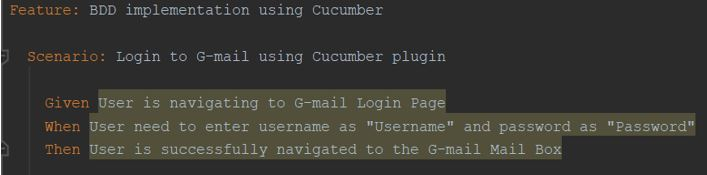 Feature: BDD implementation using Cucumber
Scenario: Login to G-mail using Cucumber plugin
Given User is navigating to G-mail Login Page
When User need to enter username as "Username" and password as "Password"
Then User is successfully navigated to the G-mail Mail Box